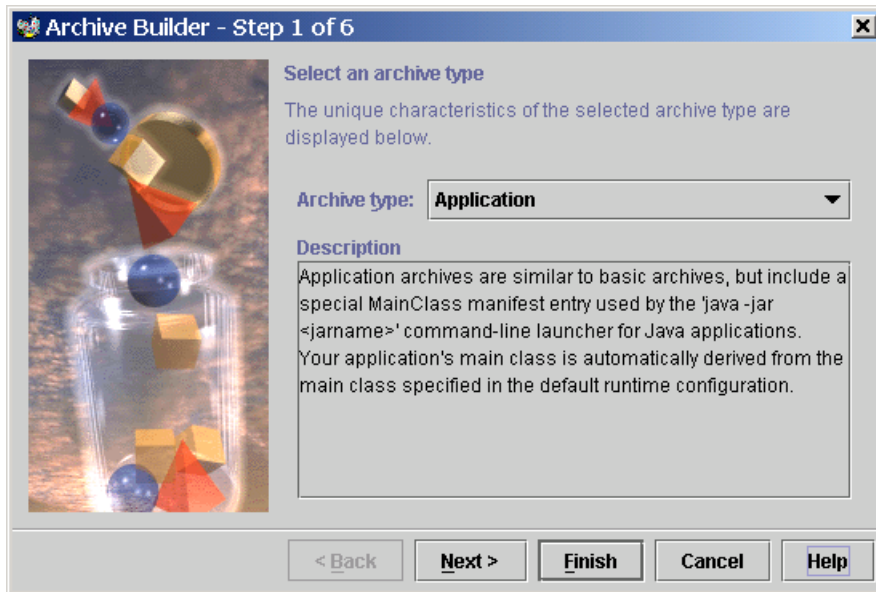 Archive Builder - Step 1 of 6
Select an archive type
The unique characteristics of the selected archive type are
displayed below.
Archive type: Application
Description
Application archives are similar to basic archives, but include a
special MainClass manifest entry used by the 'java -jar
<jarname>' command-line launcher for Java applications.
Your application's main class is automatically derived from the
main class specified in the default runtime configuration.
< Back Next > Finish Cancel Help